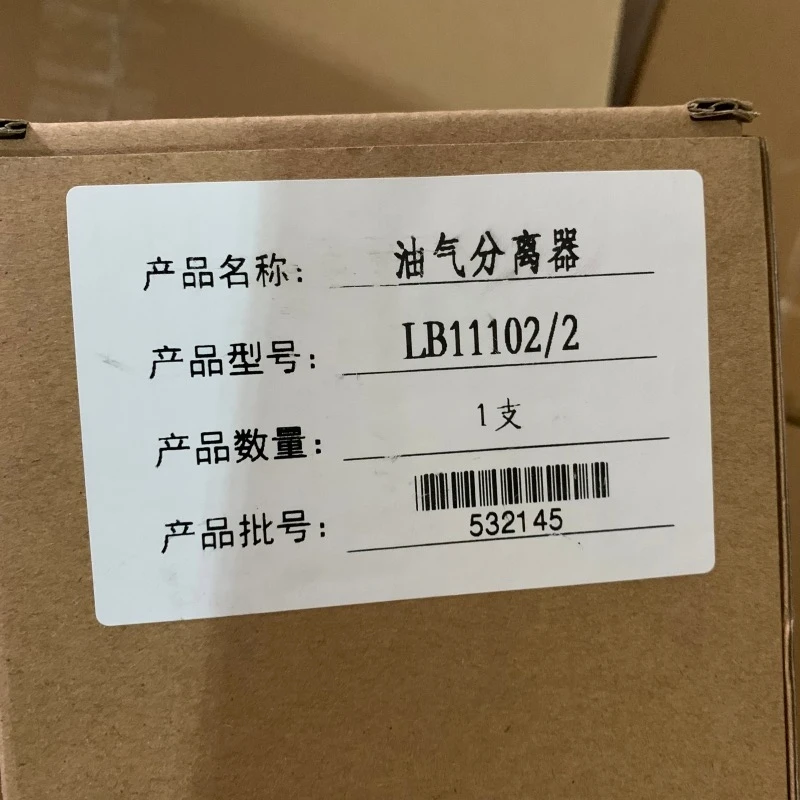 产品名称: 油气分离器
产品型号: LB11102/2
产品数量: 1支
产品批号: 532145